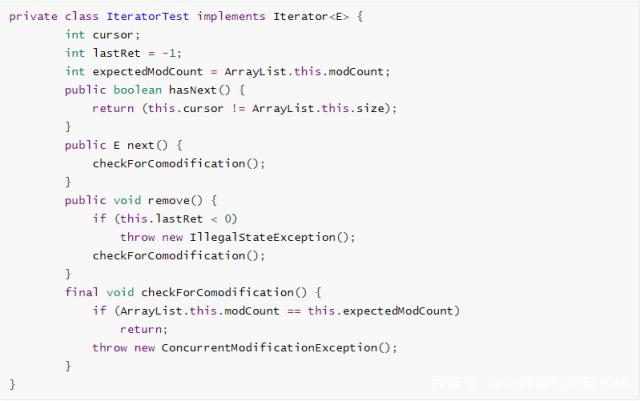 private class IteratorTest implements Iterator<E> {
int cursor;
int lastRet = -1;
int expectedModCount = ArrayList.this.modCount;
public boolean hasNext() {
return (this.cursor != ArrayList.this.size);
}
public E next() {
checkForComodification();
}
public void remove() {
if (this.lastRet < 0)
throw new IllegalStateException();
checkForComodification();
}
final void checkForComodification() {
if (ArrayList.this.modCount == this.expectedModCount)
return;
throw new ConcurrentModificationException();
}
}
百家号/java的架构师技术栈